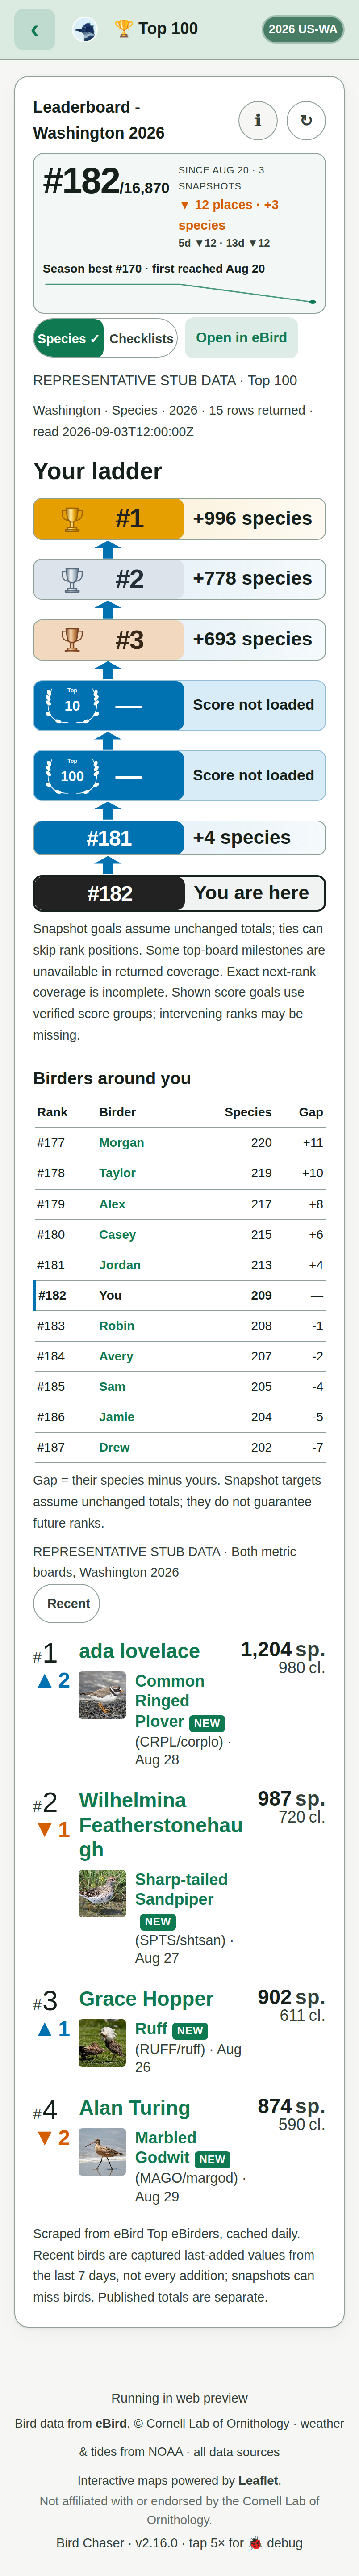 ‹ 🏆 Top 100 2026 US-WA
Leaderboard -
Washington 2026
ℹ ↻
#182/16,870
SINCE AUG 20 · 3
SNAPSHOTS
▼ 12 places · +3
species
5d ▼12 · 13d ▼12
Season best #170 · first reached Aug 20
Species ✓ Checklists Open in eBird
REPRESENTATIVE STUB DATA · Top 100
Washington · Species · 2026 · 15 rows returned ·
read 2026-09-03T12:00:00Z
Your ladder
#1 +996 species
#2 +778 species
#3 +693 species
Top 10 — Score not loaded
Top 100 — Score not loaded
#181 +4 species
#182 You are here
Snapshot goals assume unchanged totals; ties can
skip rank positions. Some top-board milestones are
unavailable in returned coverage. Exact next-rank
coverage is incomplete. Shown score goals use
verified score groups; intervening ranks may be
missing.
Birders around you
Rank Birder Species Gap
#177 Morgan 220 +11
#178 Taylor 219 +10
#179 Alex 217 +8
#180 Casey 215 +6
#181 Jordan 213 +4
#182 You 209 —
#183 Robin 208 -1
#184 Avery 207 -2
#185 Sam 205 -4
#186 Jamie 204 -5
#187 Drew 202 -7
Gap = their species minus yours. Snapshot targets
assume unchanged totals; they do not guarantee
future ranks.
REPRESENTATIVE STUB DATA · Both metric
boards, Washington 2026
Recent
#1 ada lovelace 1,204 sp.
▲ 2 980 cl.
Common
Ringed
Plover NEW
(CRPL/corplo) ·
Aug 28
#2 Wilhelmina 987 sp.
▼ 1 Featherstonehau 720 cl.
gh
Sharp-tailed
Sandpiper
NEW
(SPTS/shtsan) ·
Aug 27
#3 Grace Hopper 902 sp.
▲ 1 611 cl.
Ruff NEW
(RUFF/ruff) · Aug
26
#4 Alan Turing 874 sp.
▼ 2 590 cl.
Marbled
Godwit NEW
(MAGO/margod) ·
Aug 29
Scraped from eBird Top eBirders, cached daily.
Recent birds are captured last-added values from
the last 7 days, not every addition; snapshots can
miss birds. Published totals are separate.
Running in web preview
Bird data from eBird, © Cornell Lab of Ornithology · weather
& tides from NOAA · all data sources
Interactive maps powered by Leaflet.
Not affiliated with or endorsed by the Cornell Lab of
Ornithology.
Bird Chaser · v2.16.0 · tap 5× for 🐞 debug